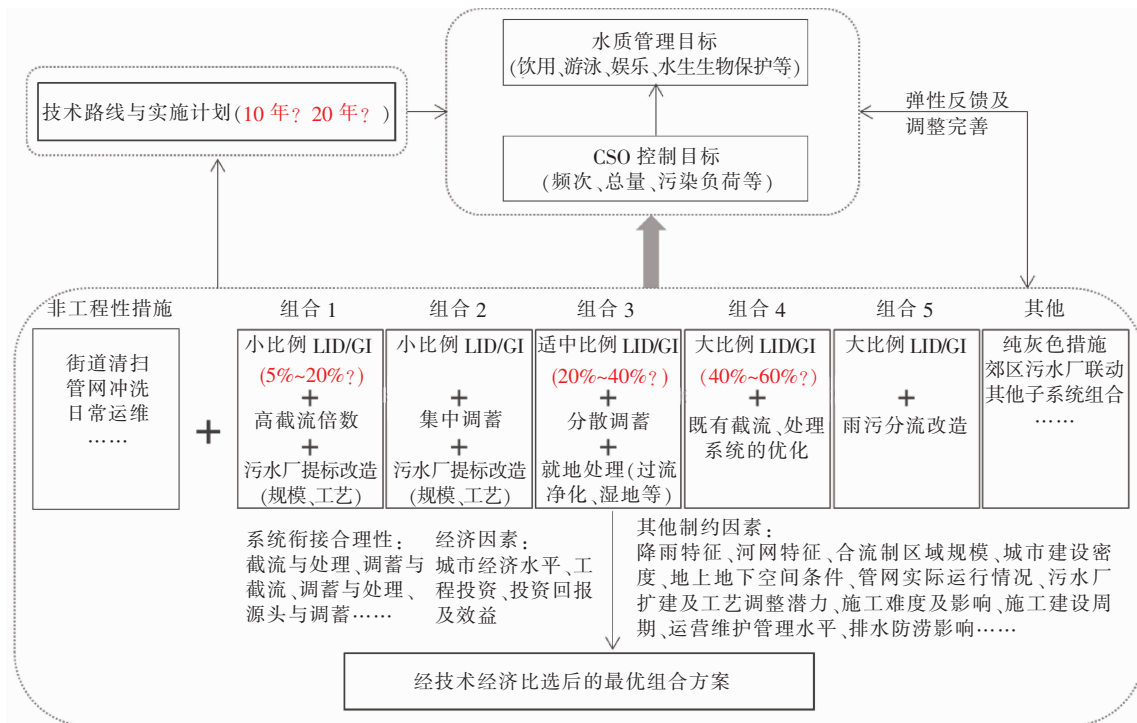 水质管理目标
(饮用、游泳、娱乐、水生生物保护等)
技术路线与实施计划(10 年？20 年？)
弹性反馈及
调整完善
CSO 控制目标
(频次、总量、污染负荷等)
非工程性措施
街道清扫
管网冲洗
日常运维
……
+
组合 1
小比例 LID/GI
(5%~20%?)
+
高截流倍数
+
污水厂提标改造
(规模、工艺)
组合 2
小比例 LID/GI
+
集中调蓄
+
污水厂提标改造
(规模、工艺)
组合 3
适中比例 LID/GI
(20%~40%?)
+
分散调蓄
+
就地处理(过流
净化、湿地等)
组合 4
大比例 LID/GI
(40%~60%?)
+
既有截流、处理
系统的优化
组合 5
大比例 LID/GI
+
雨污分流改造
其他
纯灰色措施
郊区污水厂联动
其他子系统组合
……
系统衔接合理性：
截流与处理、调蓄与
截流、调蓄与处理、
源头与调蓄……
经济因素：
城市经济水平、工
程投资、投资回报
及效益
其他制约因素：
降雨特征、河网特征、合流制区域规模、城市建设密
度、地上地下空间条件、管网实际运行情况、污水厂
扩建及工艺调整潜力、施工难度及影响、施工建设周
期、运营维护管理水平、排水防涝影响……
经技术经济比选后的最优组合方案